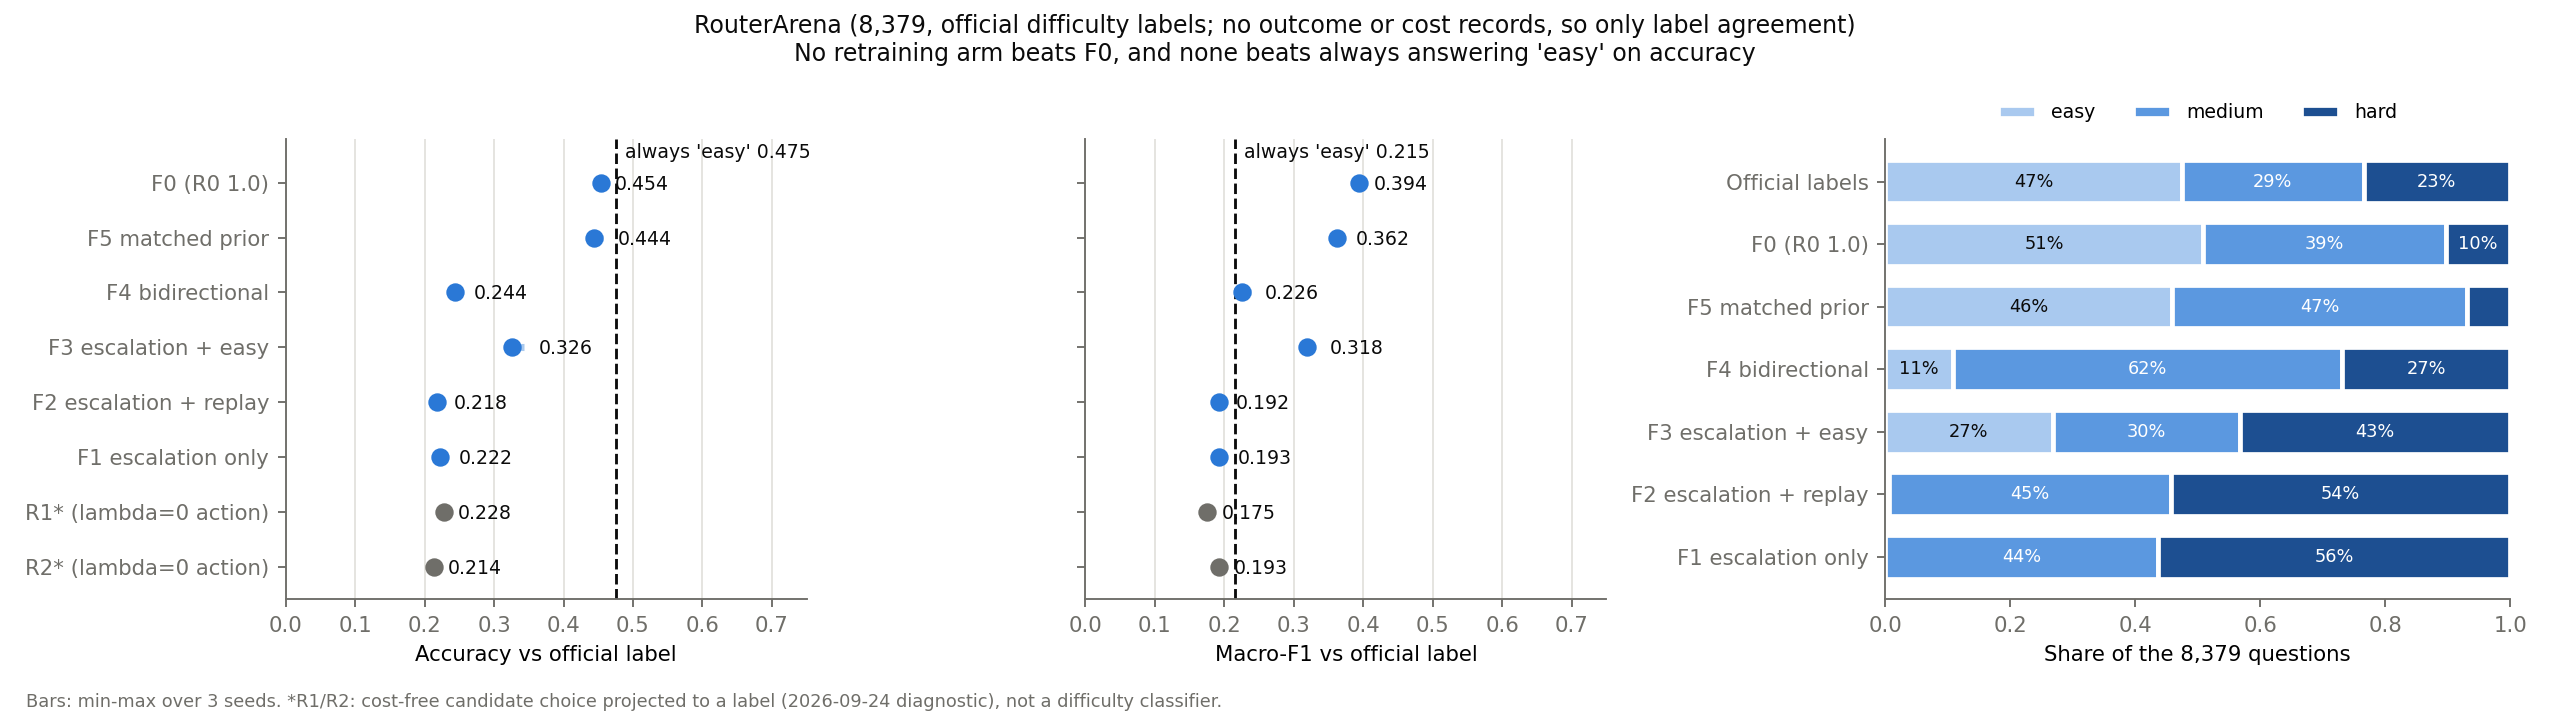 RouterArena (8,379, official difficulty labels; no outcome or cost records, so only label agreement)
No retraining arm beats F0, and none beats always answering 'easy' on accuracy
always 'easy' 0.475
F0 (R0 1.0)
0.454
F5 matched prior
0.444
F4 bidirectional
0.244
F3 escalation + easy
0.326
F2 escalation + replay
0.218
F1 escalation only
0.222
R1* (lambda=0 action)
0.228
R2* (lambda=0 action)
0.214
0.0 0.1 0.2 0.3 0.4 0.5 0.6 0.7
Accuracy vs official label
always 'easy' 0.215
0.394
0.362
0.226
0.318
0.192
0.193
0.175
0.193
0.0 0.1 0.2 0.3 0.4 0.5 0.6 0.7
Macro-F1 vs official label
easy medium hard
Official labels 47% 29% 23%
F0 (R0 1.0) 51% 39% 10%
F5 matched prior 46% 47%
F4 bidirectional 11% 62% 27%
F3 escalation + easy 27% 30% 43%
F2 escalation + replay 45% 54%
F1 escalation only 44% 56%
0.0 0.2 0.4 0.6 0.8 1.0
Share of the 8,379 questions
Bars: min-max over 3 seeds. *R1/R2: cost-free candidate choice projected to a label (2026-09-24 diagnostic), not a difficulty classifier.